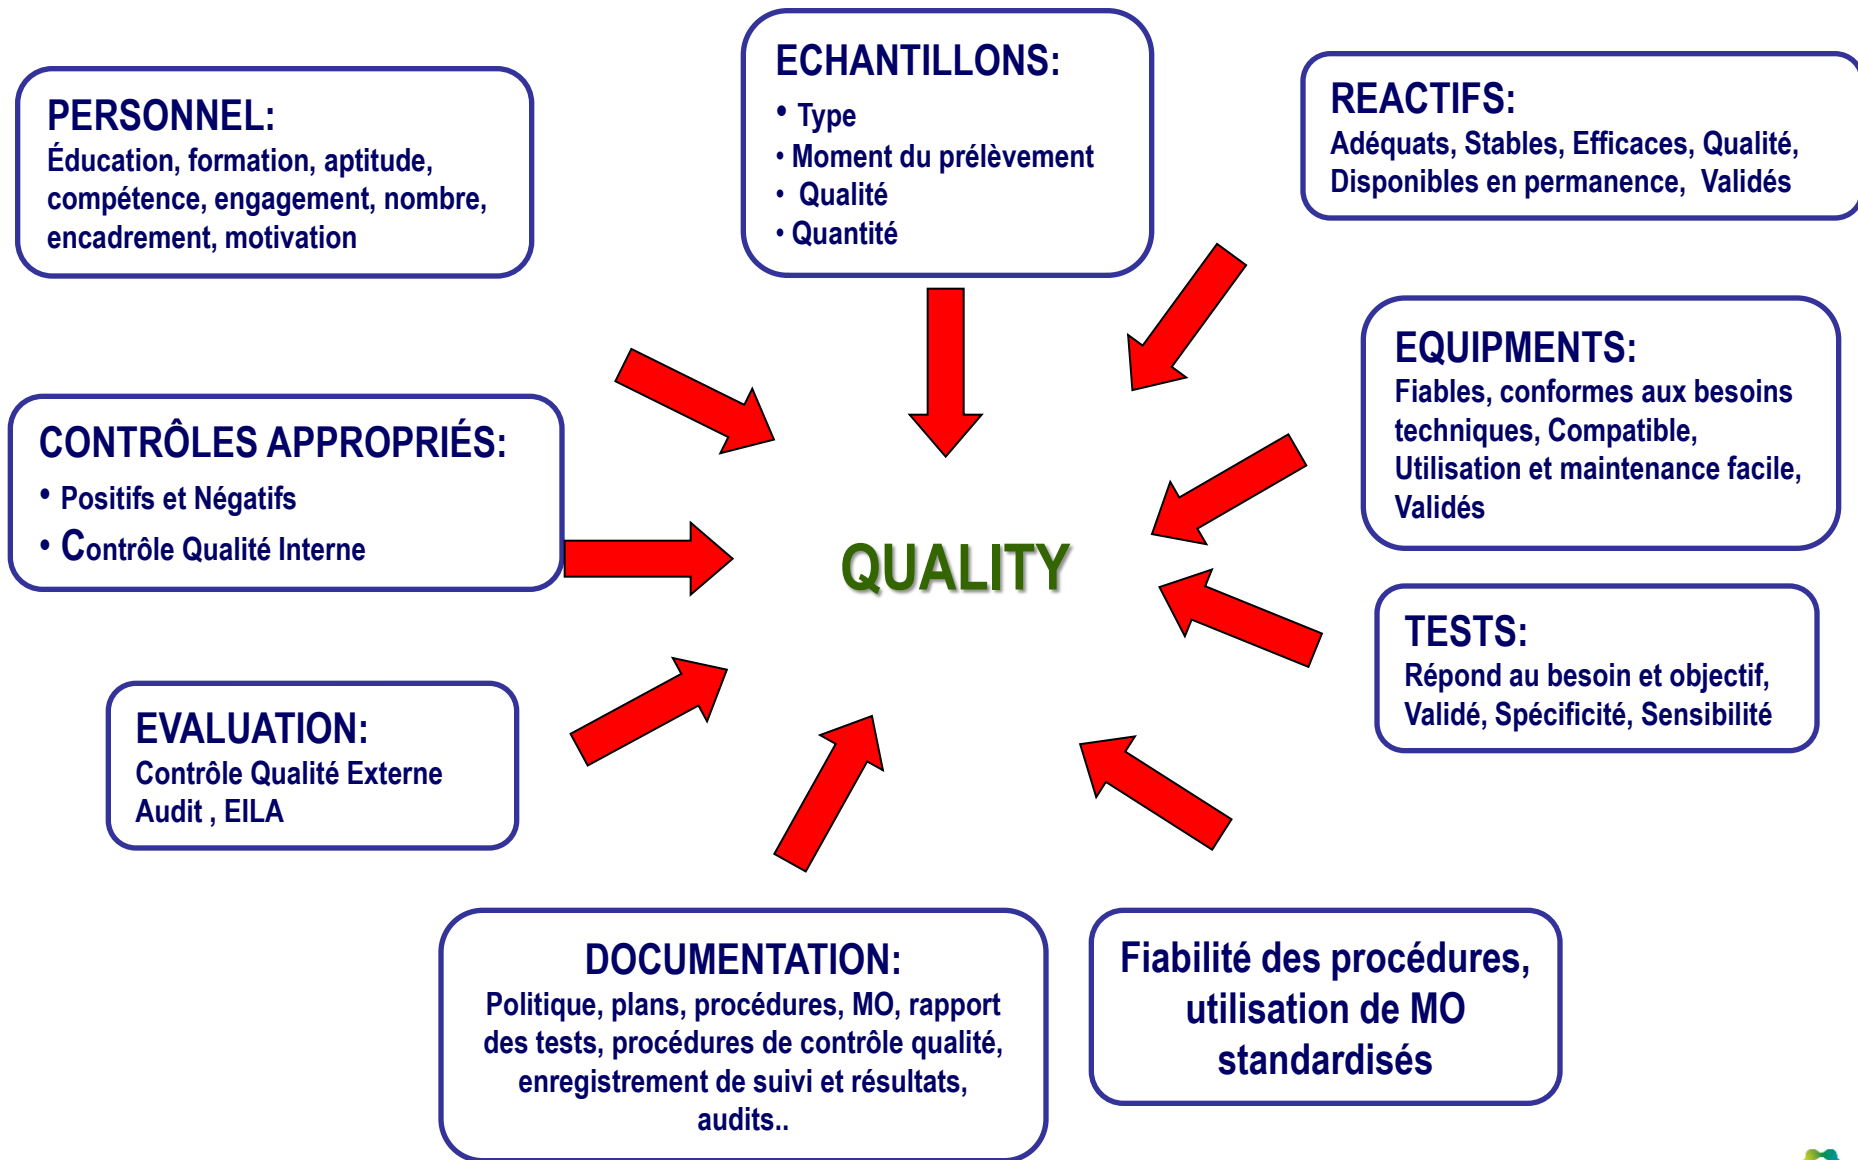 PERSONNEL:
Éducation, formation, aptitude,
compétence, engagement, nombre,
encadrement, motivation
ECHANTILLONS:
• Type
• Moment du prélèvement
• Qualité
• Quantité
REACTIFS:
Adéquats, Stables, Efficaces, Qualité,
Disponibles en permanence, Validés
EQUIPMENTS:
Fiables, conformes aux besoins
techniques, Compatible,
Utilisation et maintenance facile,
Validés
CONTRÔLES APPROPRIÉS:
• Positifs et Négatifs
• Contrôle Qualité Interne
QUALITY
TESTS:
Répond au besoin et objectif,
Validé, Spécificité, Sensibilité
EVALUATION:
Contrôle Qualité Externe
Audit , EILA
DOCUMENTATION:
Politique, plans, procédures, MO, rapport
des tests, procédures de contrôle qualité,
enregistrement de suivi et résultats,
audits..
Fiabilité des procédures,
utilisation de MO
standardisés